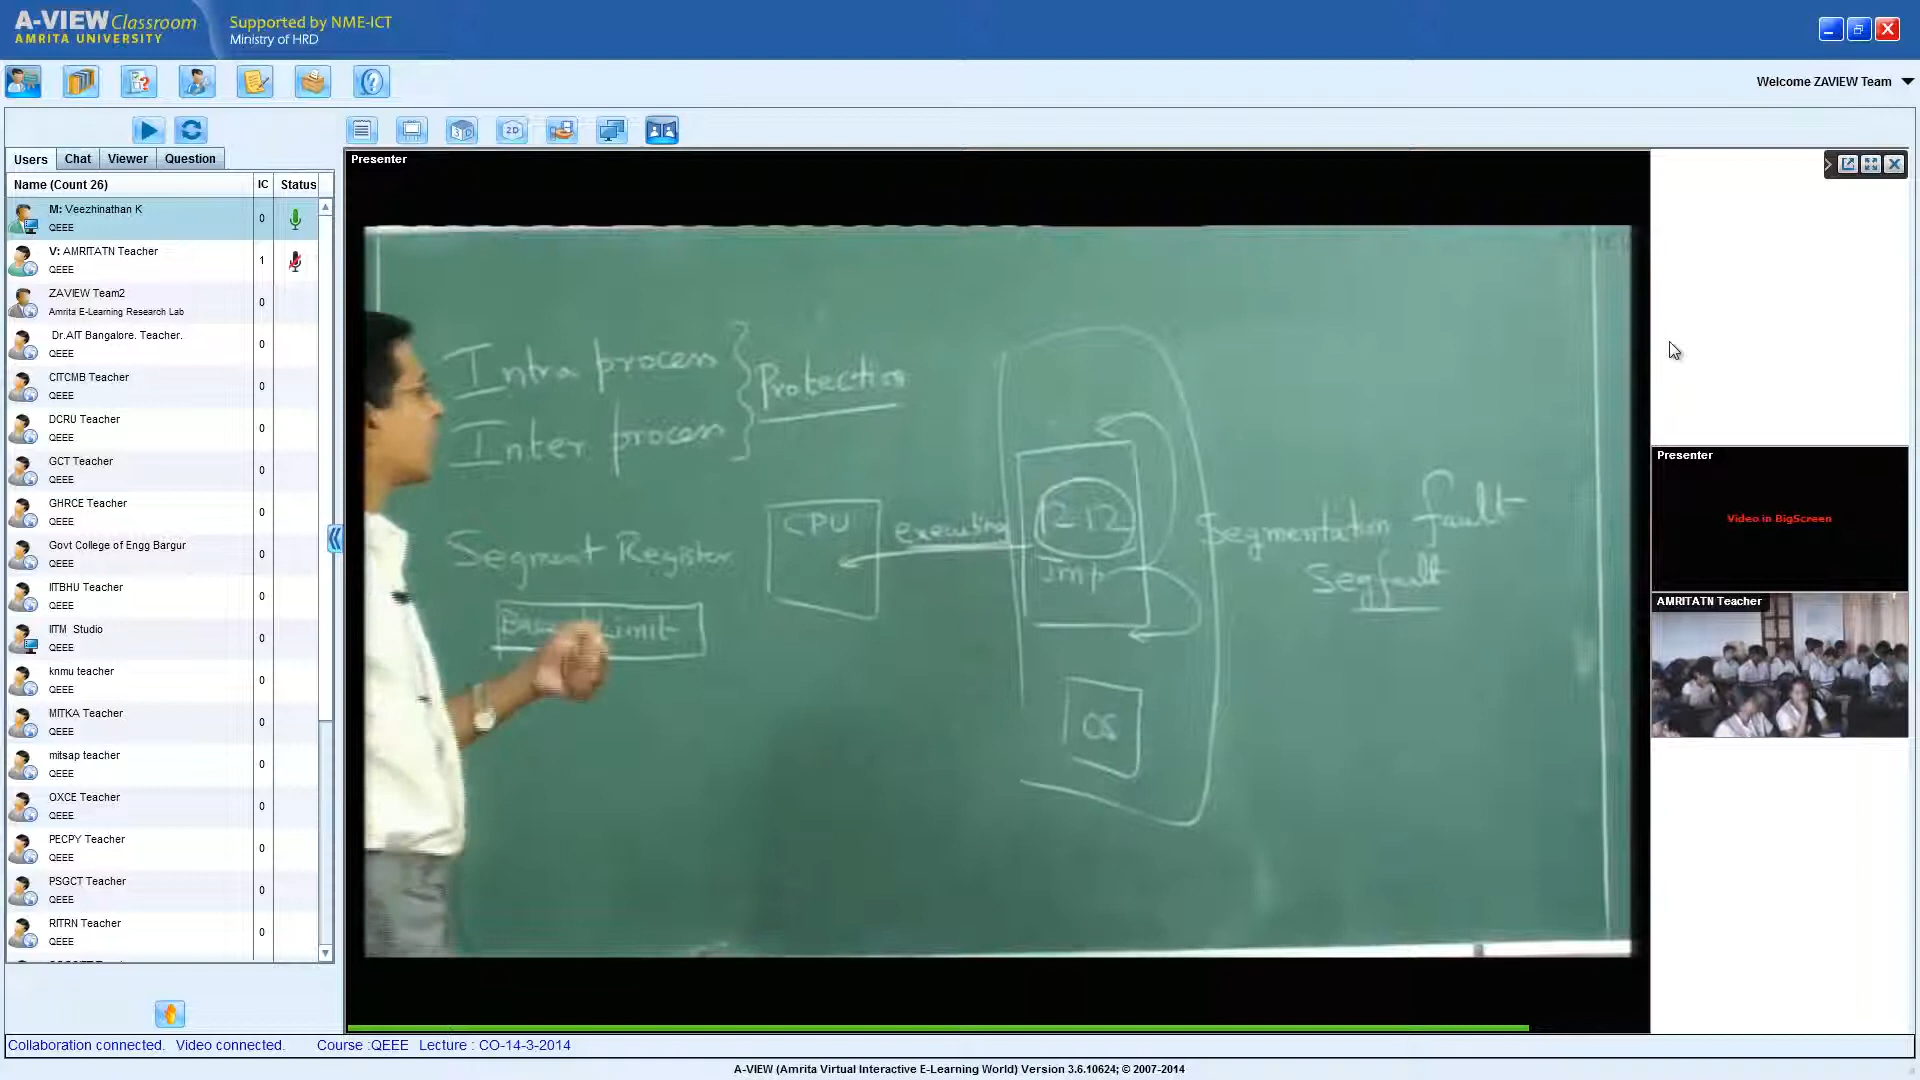 A-VIEW Classroom
AMRITA UNIVERSITY
Supported by NME-ICT
Ministry of HRD
Welcome ZAVIEW Team
Users Chat Viewer Question
Name (Count 26) IC Status
M: Veezhinathan K
QEEE
0
V: AMRITATN Teacher
QEEE
1
ZAVIEW Team2
Amrita E-Learning Research Lab
0
Dr.AIT Bangalore. Teacher.
QEEE
0
CITCMB Teacher
QEEE
0
DCRU Teacher
QEEE
0
GCT Teacher
QEEE
0
GHRCE Teacher
QEEE
0
Govt College of Engg Bargur
QEEE
0
IITBHU Teacher
QEEE
0
IITM Studio
QEEE
0
knmu teacher
QEEE
0
MITKA Teacher
QEEE
0
mitsap teacher
QEEE
0
OXCE Teacher
QEEE
0
PECPY Teacher
QEEE
0
PSGCT Teacher
QEEE
0
RITRN Teacher
QEEE
0
3D
2D
Presenter
Intra process
Inter process
Protection
Segment Register
Limit
CPU
executing
Jmp
OS
Segmentation fault
Segfault
Presenter
Video in BigScreen
AMRITATN Teacher
Collaboration connected. Video connected. Course :QEEE Lecture : CO-14-3-2014
A-VIEW (Amrita Virtual Interactive E-Learning World) Version 3.6.10624; © 2007-2014